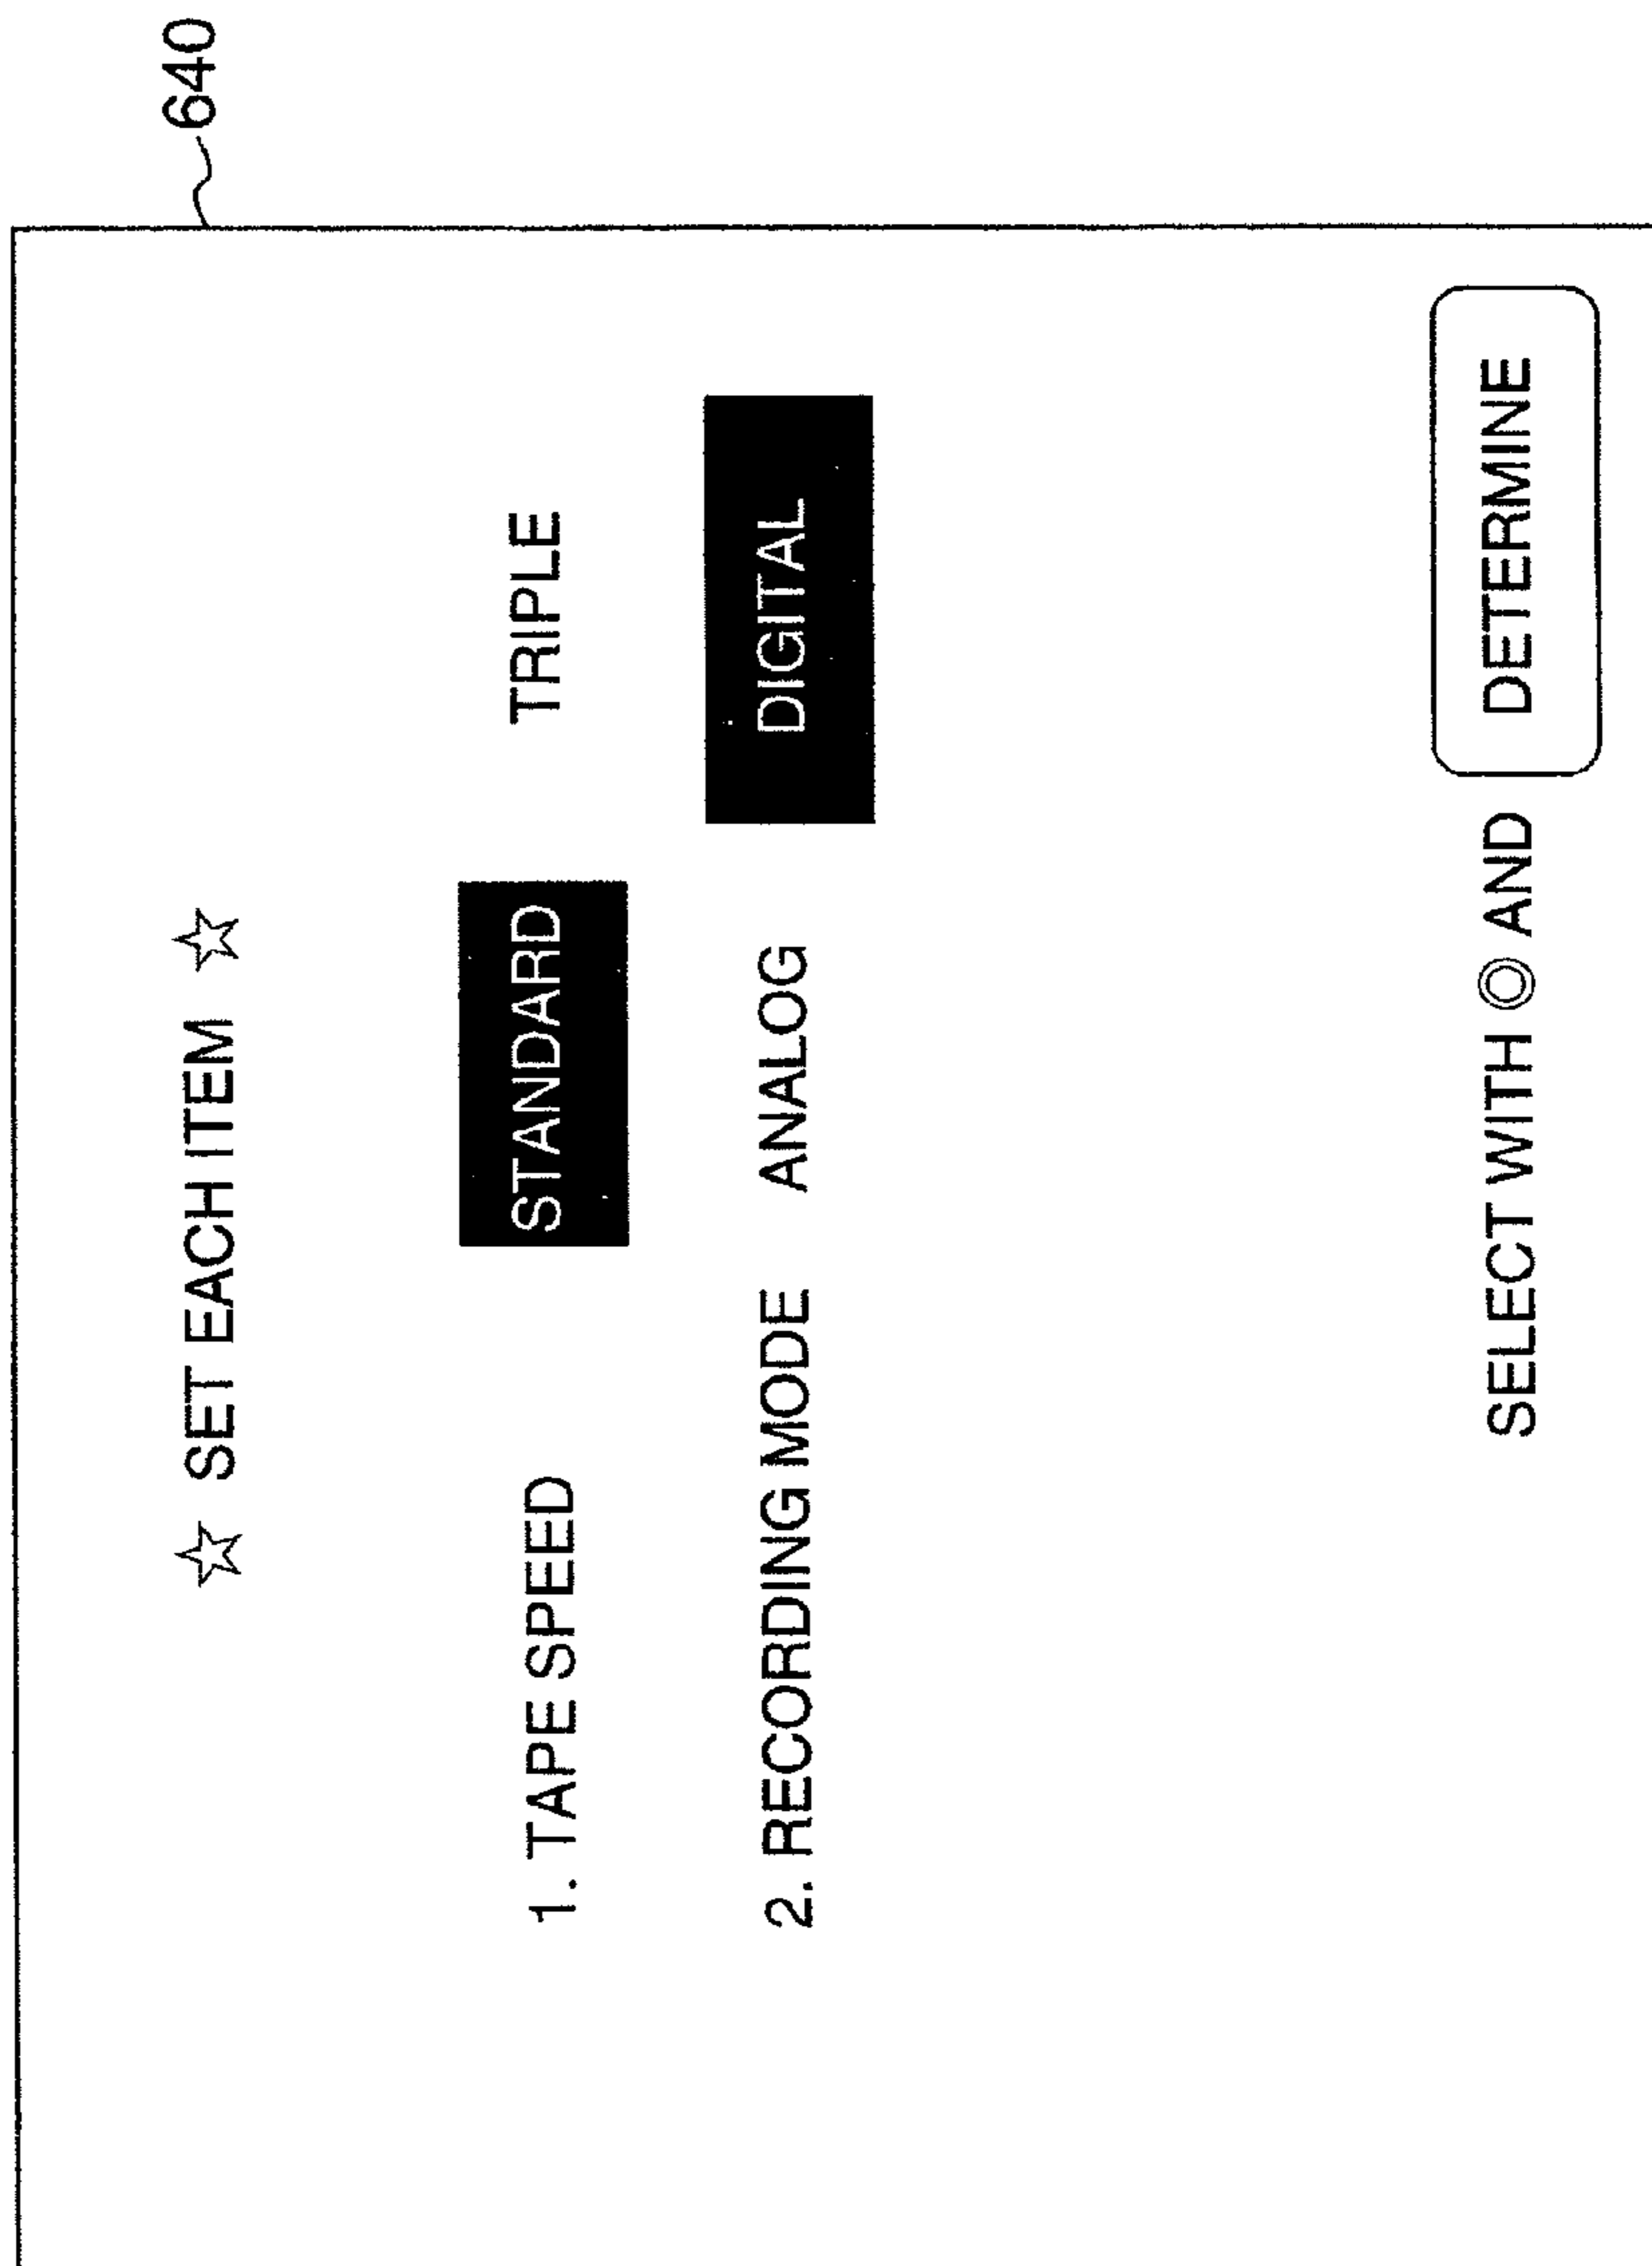 640
☆ SET EACH ITEM ☆
1. TAPE SPEED STANDARD TRIPLE
2. RECORDING MODE ANALOG DIGITAL
SELECT WITH ◎ AND DETERMINE